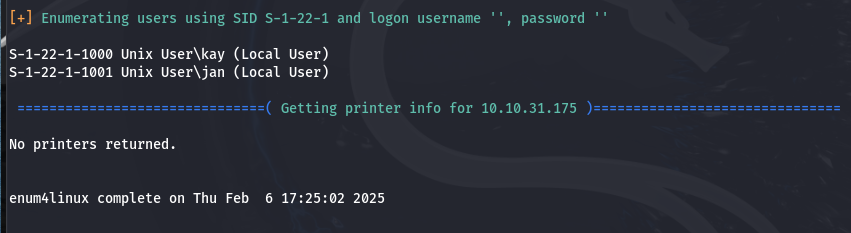 [+] Enumerating users using SID S-1-22-1 and logon username '', password ''
S-1-22-1-1000 Unix User\kay (Local User)
S-1-22-1-1001 Unix User\jan (Local User)
===============================( Getting printer info for 10.10.31.175 )===============================
No printers returned.
enum4linux complete on Thu Feb  6 17:25:02 2025